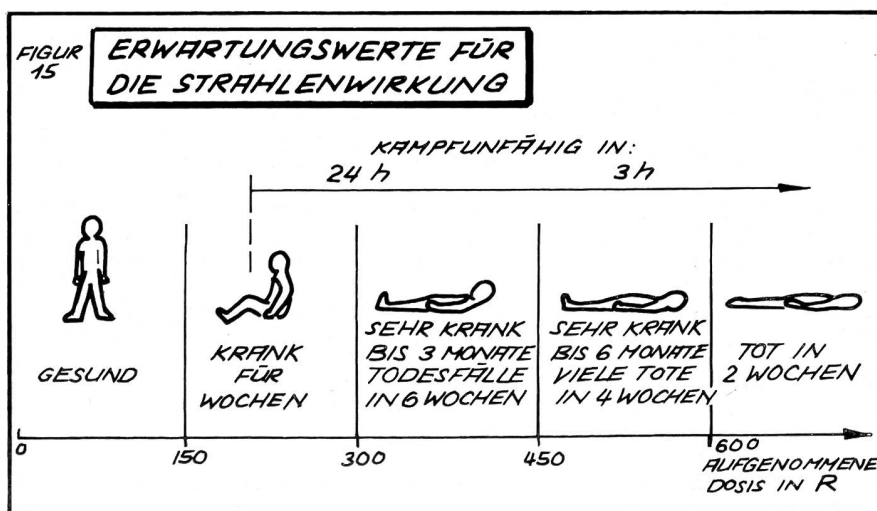 FIGUR
15
ERWARTUNGSWERTE FÜR
DIE STRAHLENWIRKUNG
KAMPFUNFÄHIG IN:
24 h
3 h
GESUND
KRANK
FÜR
WOCHEN
SEHR KRANK
BIS 3 MONATE
TODESFÄLLE
IN 6 WOCHEN
SEHR KRANK
BIS 6 MONATE
VIELE TOTE
IN 4 WOCHEN
TOT IN
2 WOCHEN
0
150
300
450
600
AUFGENOMMENE
DOSIS IN R